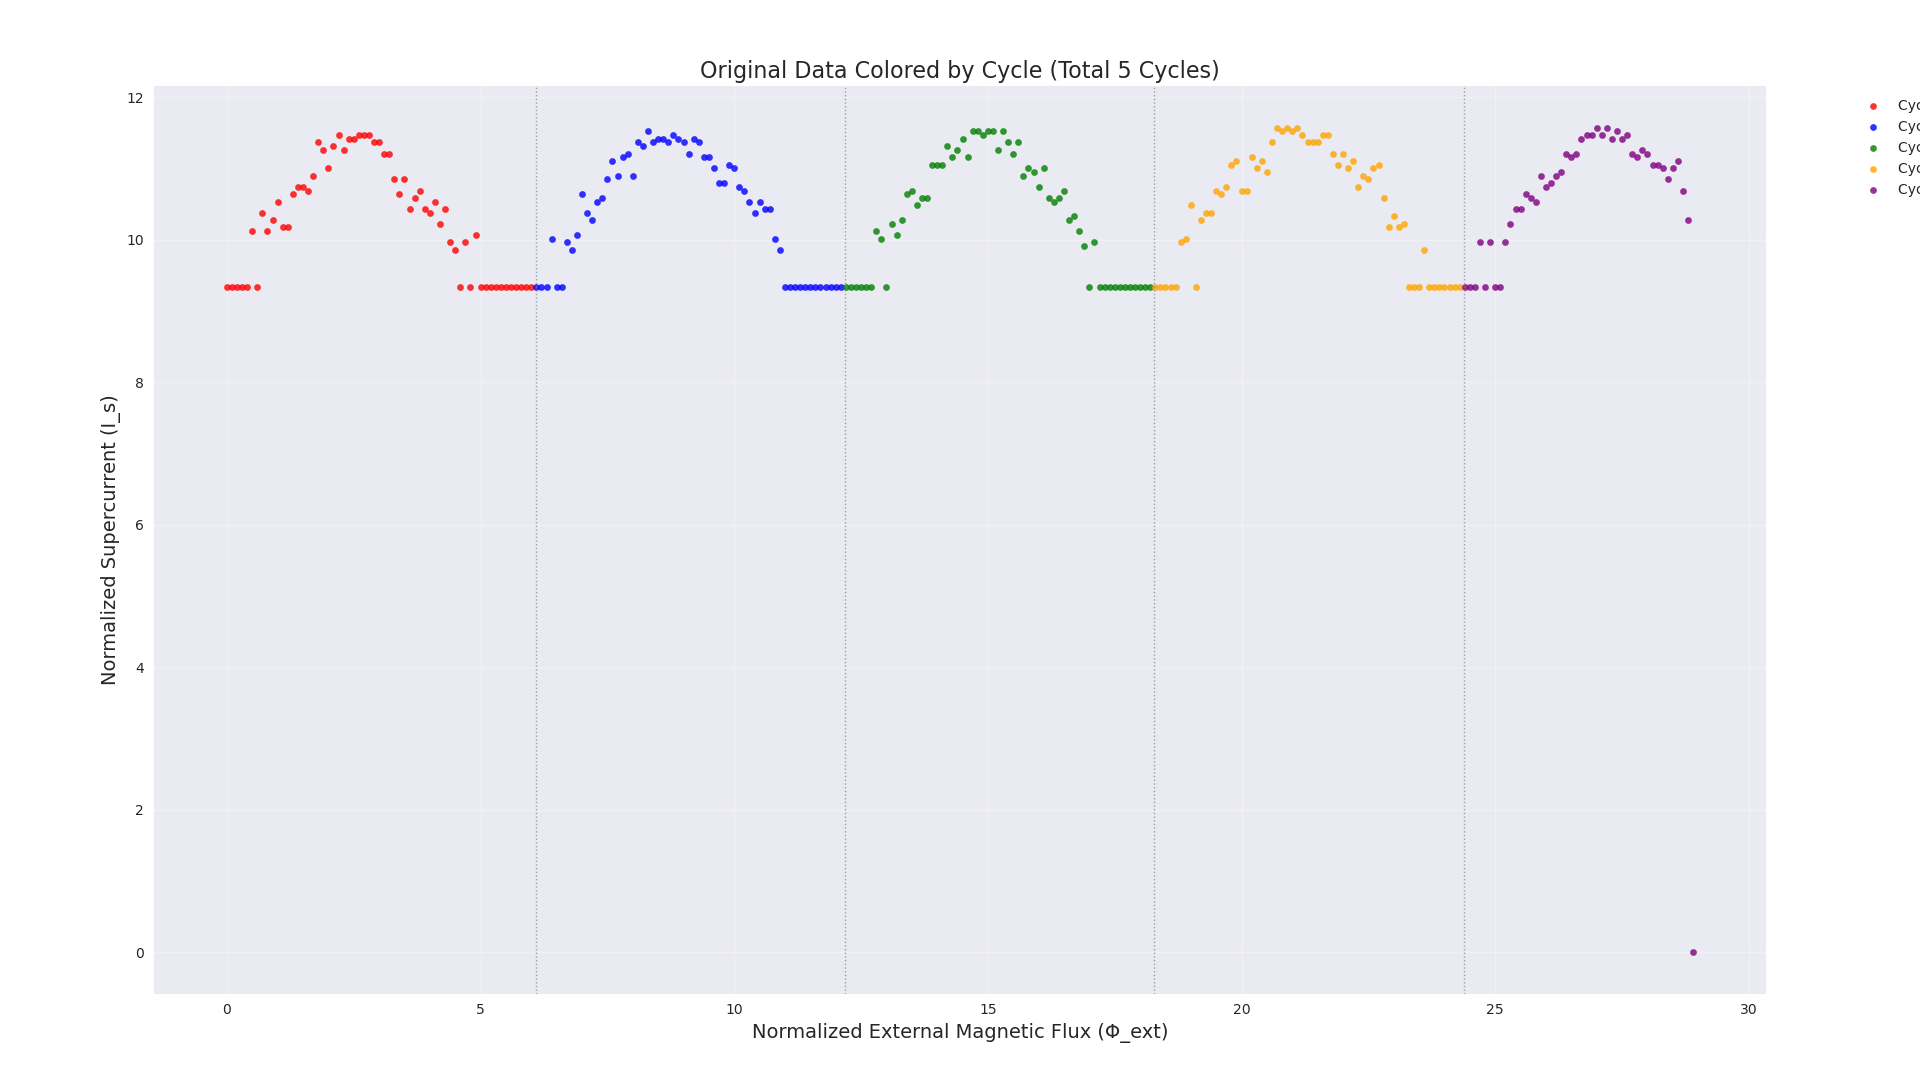 Original Data Colored by Cycle (Total 5 Cycles)
12
10
8
6
4
2
0
Normalized Supercurrent (I_s)
0
5
10
15
20
25
30
Normalized External Magnetic Flux (Φ_ext)
Cyc
Cyc
Cyc
Cyc
Cyc